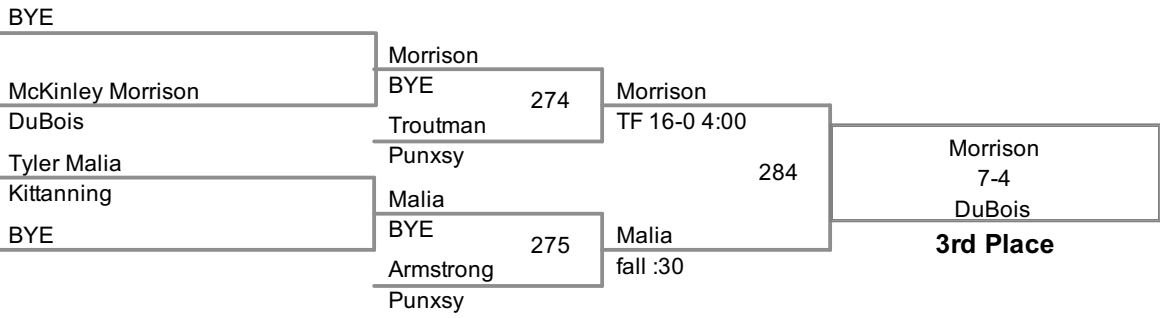 BYE
McKinley Morrison
DuBois
Tyler Malia
Kittanning
BYE
Morrison
BYE
274
Troutman
Punxsy
Malia
BYE
275
Armstrong
Punxsy
Morrison
TF 16-0 4:00
284
Malia
fall :30
Morrison
7-4
DuBois
3rd Place